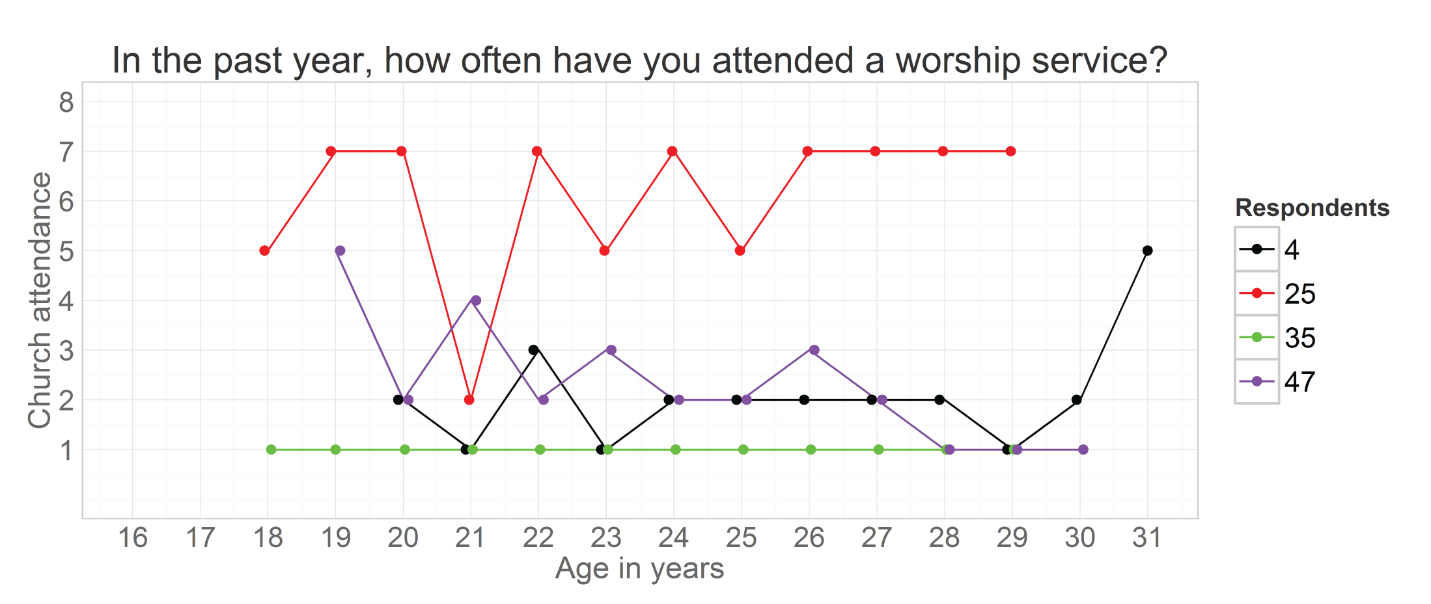 In the past year, how often have you attended a worship service?
Church attendance
8
7
6
5
4
3
2
1
16 17 18 19 20 21 22 23 24 25 26 27 28 29 30 31
Age in years
Respondents
4
25
35
47